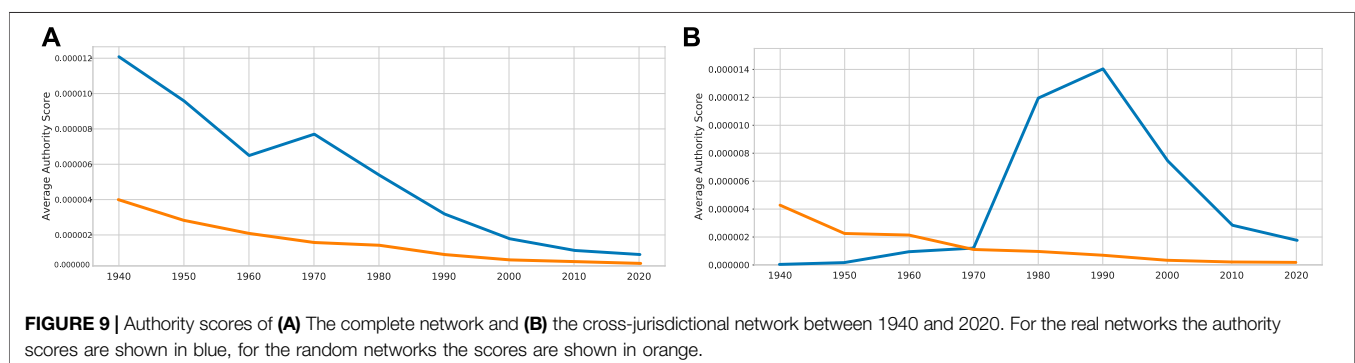 A
Average Authority Score
0.000012
0.000010
0.000008
0.000006
0.000004
0.000002
0.000000
1940 1950 1960 1970 1980 1990 2000 2010 2020
B
Average Authority Score
0.000014
0.000012
0.000010
0.000008
0.000006
0.000004
0.000002
0.000000
1940 1950 1960 1970 1980 1990 2000 2010 2020
FIGURE 9 | Authority scores of (A) The complete network and (B) the cross-jurisdictional network between 1940 and 2020. For the real networks the authority
scores are shown in blue, for the random networks the scores are shown in orange.